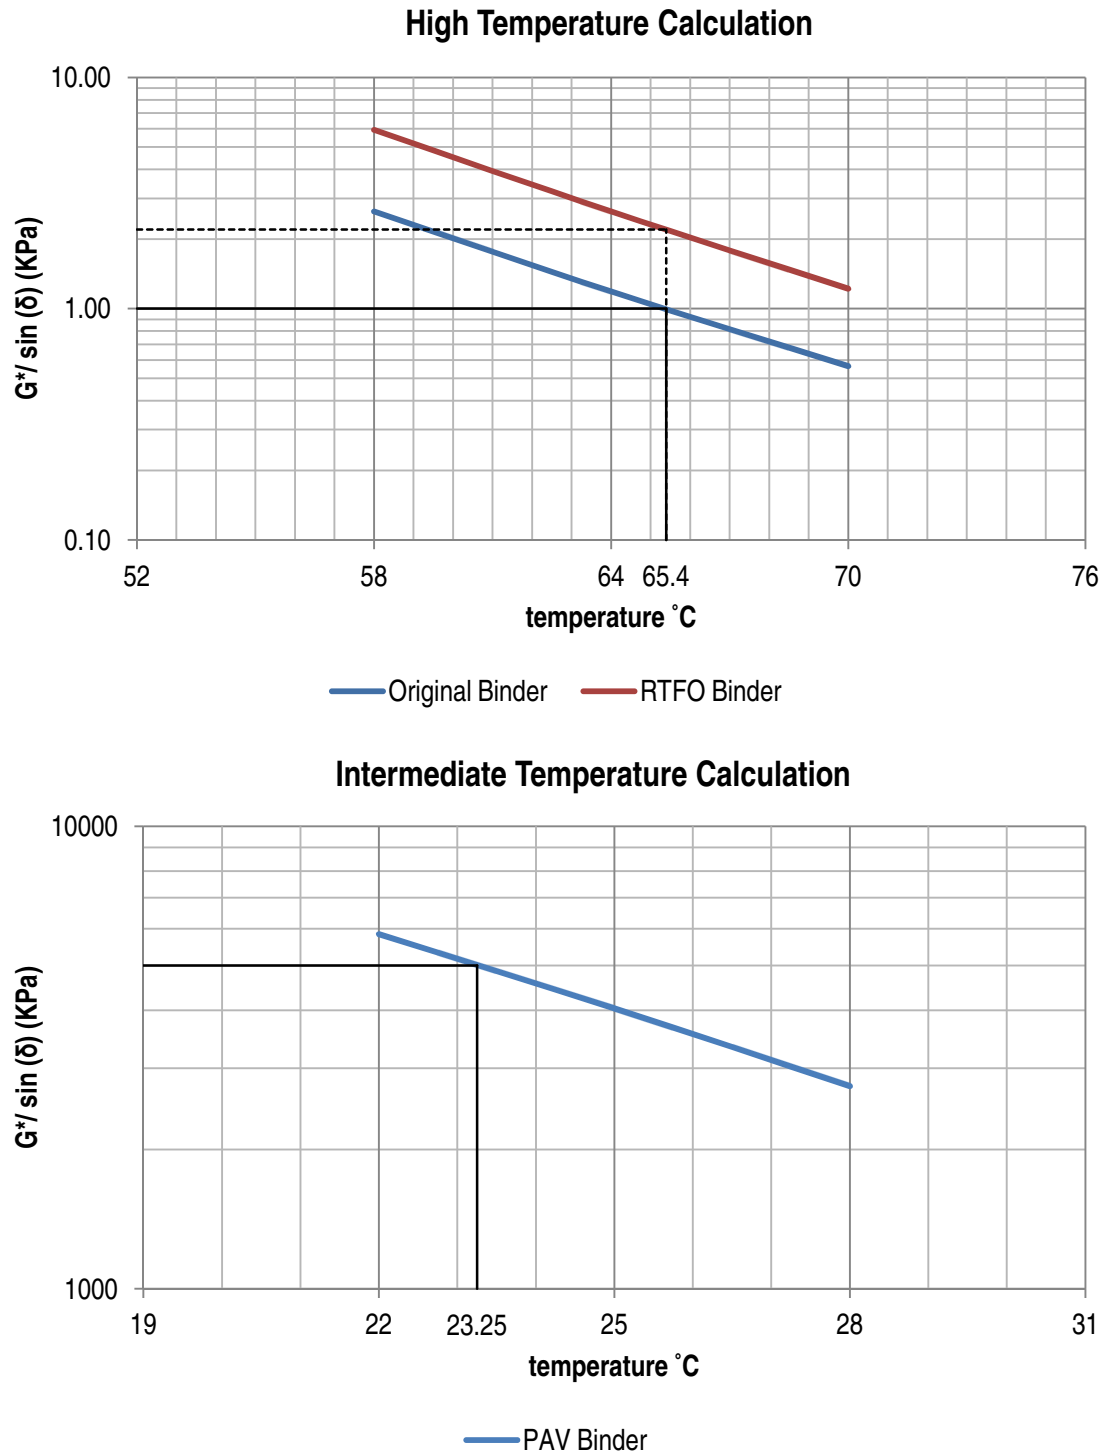 High Temperature Calculation
10.00
1.00
0.10
G*/ sin (δ) (KPa)
52 58 64 65.4 70 76
temperature ˚C
Original Binder RTFO Binder
Intermediate Temperature Calculation
10000
1000
G*/ sin (δ) (KPa)
19 22 23.25 25 28 31
temperature ˚C
PAV Binder